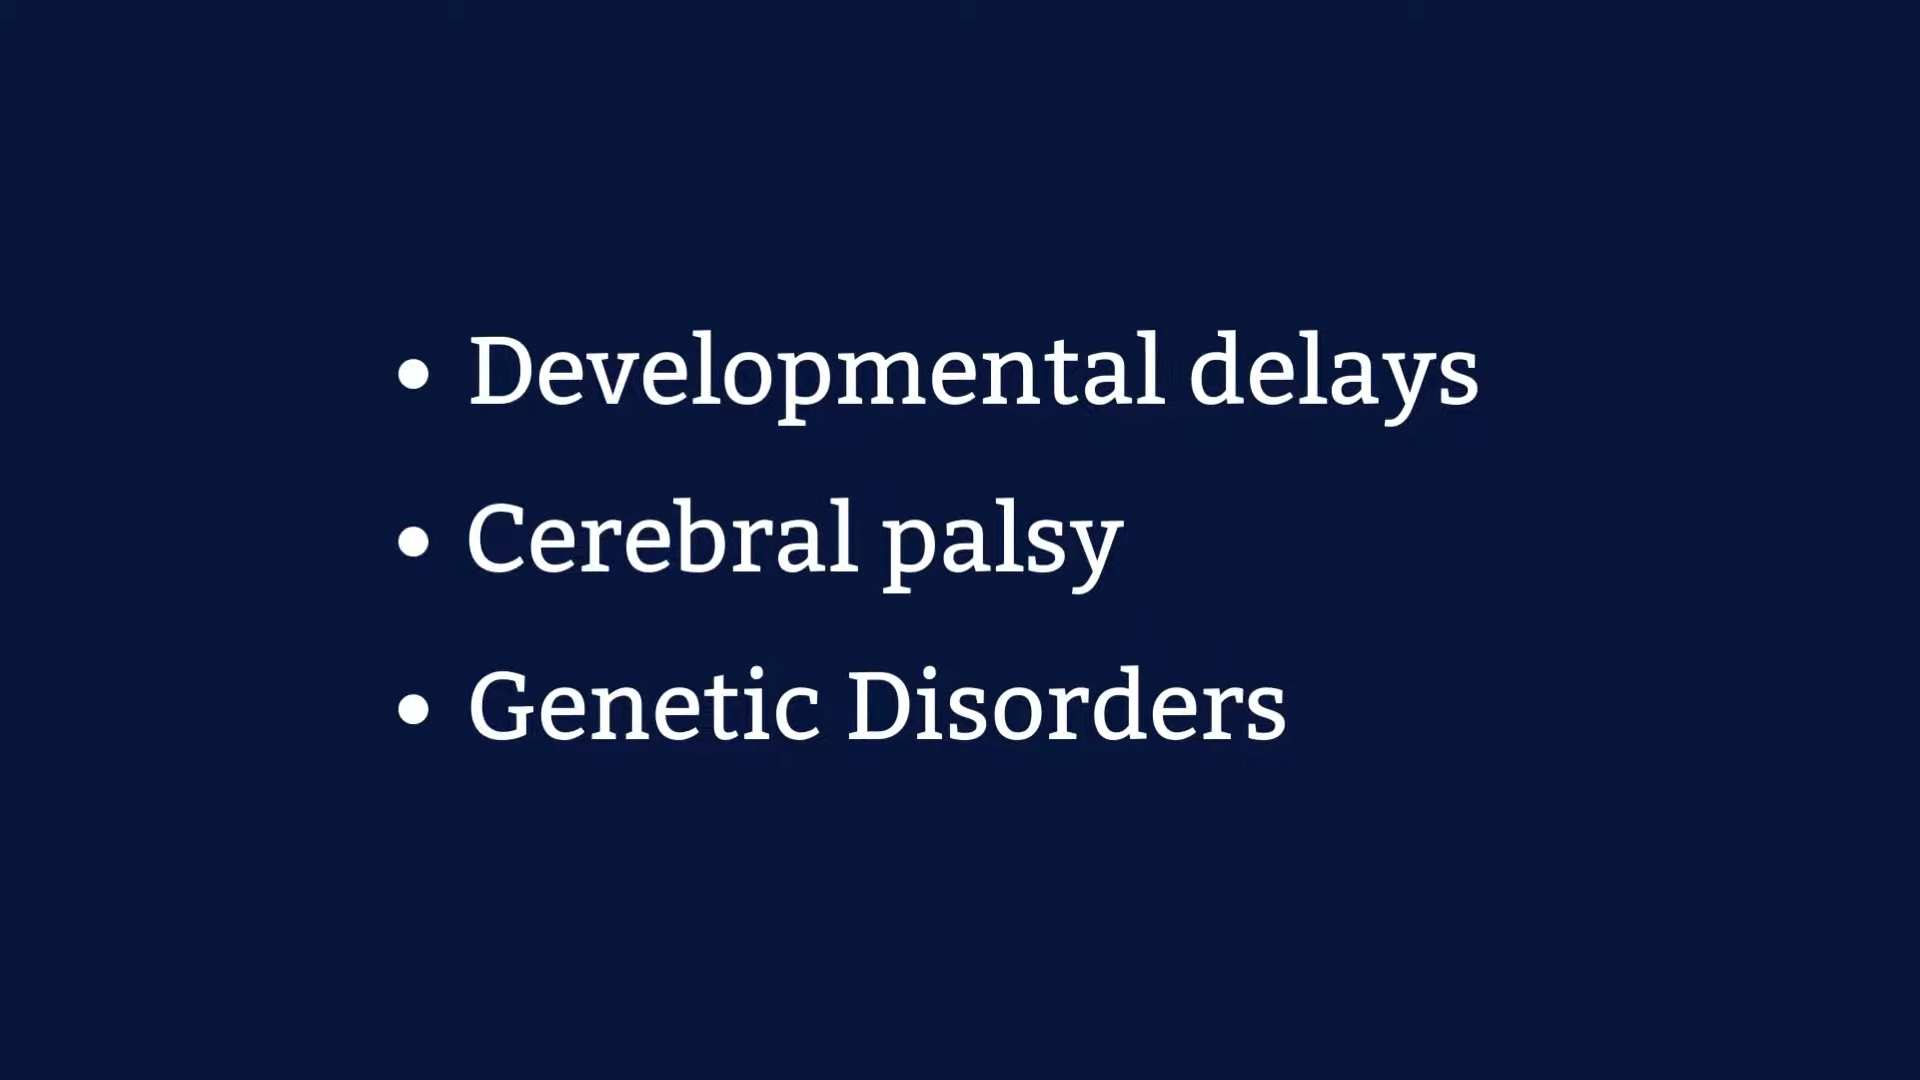 • Developmental delays
• Cerebral palsy
• Genetic Disorders